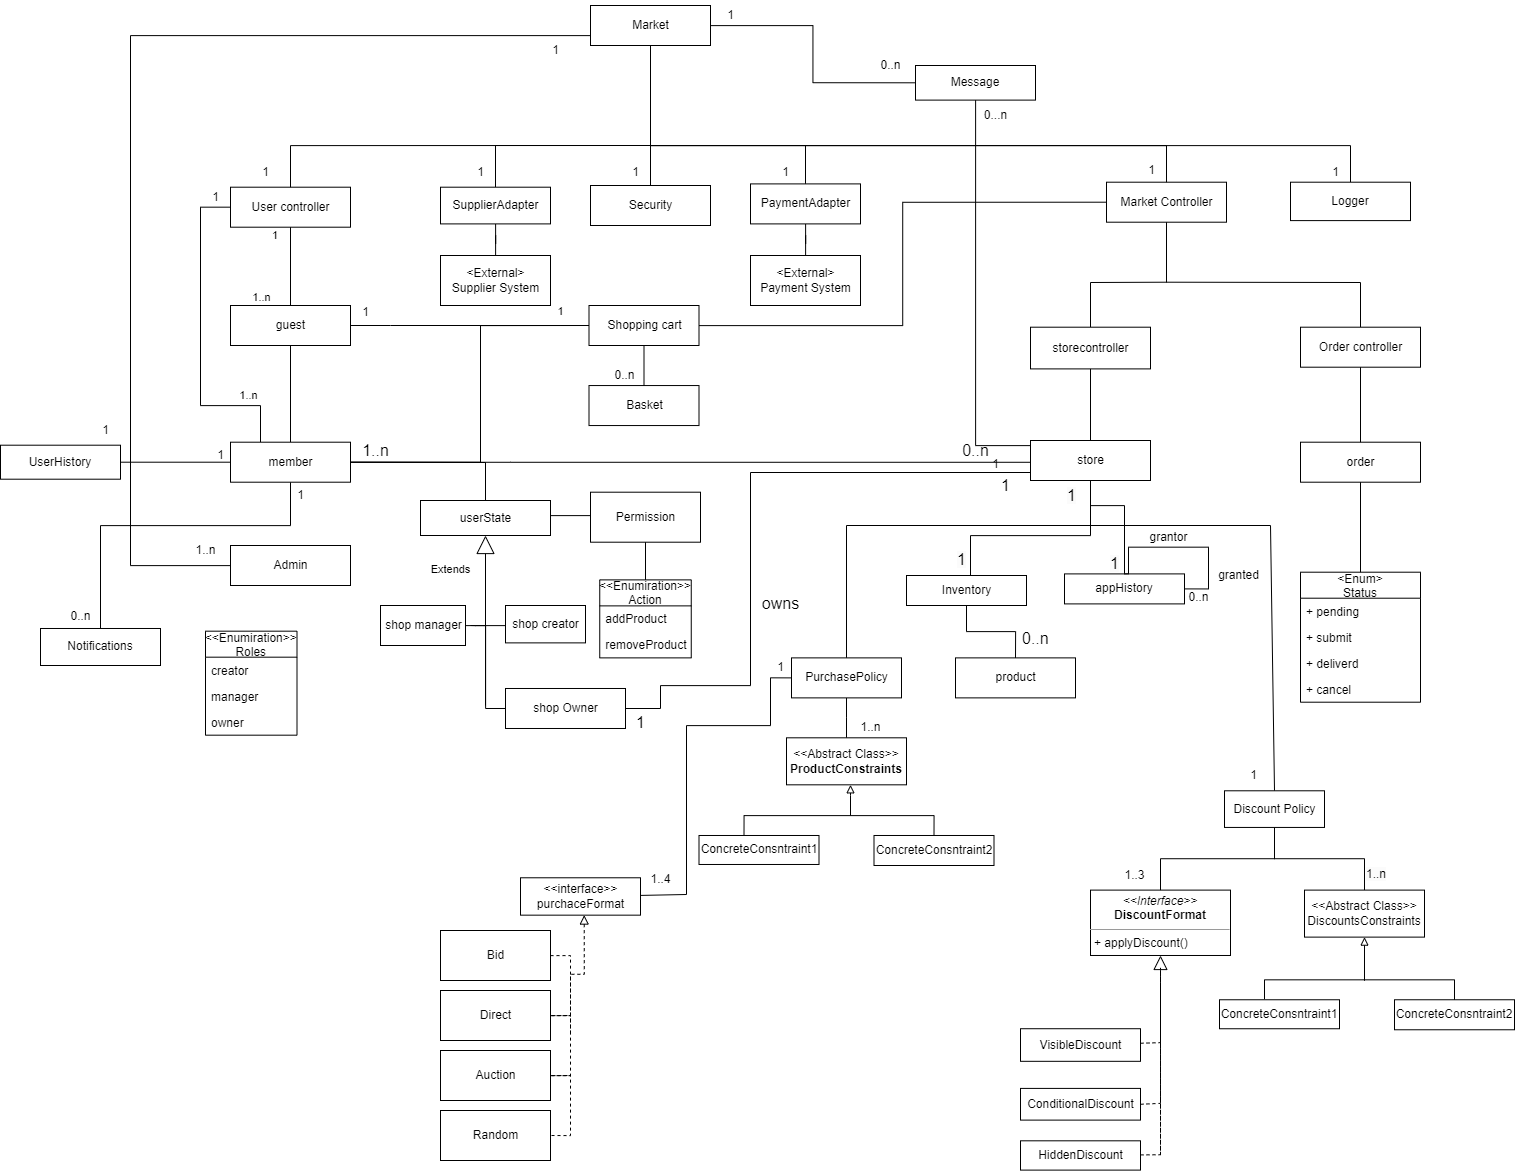 Market
1
1
0..n
Message
0...n
1
1
1
1
1
1
User controller
1
SupplierAdapter
Security
PaymentAdapter
Market Controller
Logger
1
<External>
Supplier System
<External>
Payment System
1..n
guest
1
1
Shopping cart
storecontroller
Order controller
0..n
Basket
1..n
1
UserHistory
1
member
1..n
0..n
1
store
order
1
1
1
userState
Permission
Extends
1..n
Admin
<<Enumiration>>
Action
addProduct
removeProduct
grantor
granted
1
1
0..n
Inventory
appHistory
<Enum>
Status
+ pending
+ submit
+ deliverd
+ cancel
owns
0..n
Notifications
<<Enumiration>>
Roles
creator
manager
owner
shop manager
shop creator
0..n
product
1
PurchasePolicy
shop Owner
1
1..n
<<Abstract Class>>
ProductConstraints
1
Discount Policy
ConcreteConsntraint1
ConcreteConsntraint2
1..4
<<interface>>
purchaceFormat
1..3
1..n
<<Interface>>
DiscountFormat
+ applyDiscount()
<<Abstract Class>>
DiscountsConstraints
Bid
Direct
Auction
Random
ConcreteConsntraint1
ConcreteConsntraint2
VisibleDiscount
ConditionalDiscount
HiddenDiscount